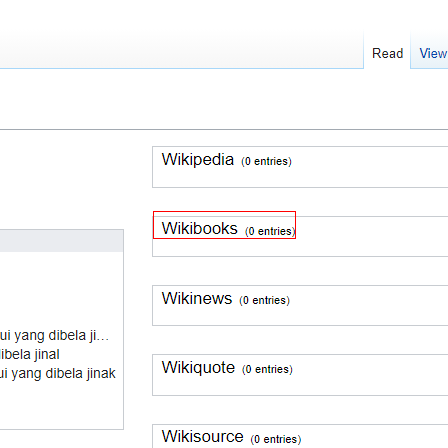 Read View
Wikipedia (0 entries)
Wikibooks (0 entries)
Wikinews (0 entries)
ui yang dibela ji…
ibela jinal
Wikiquote (0 entries)
ui yang dibela jinak
Wikisource (0 entries)